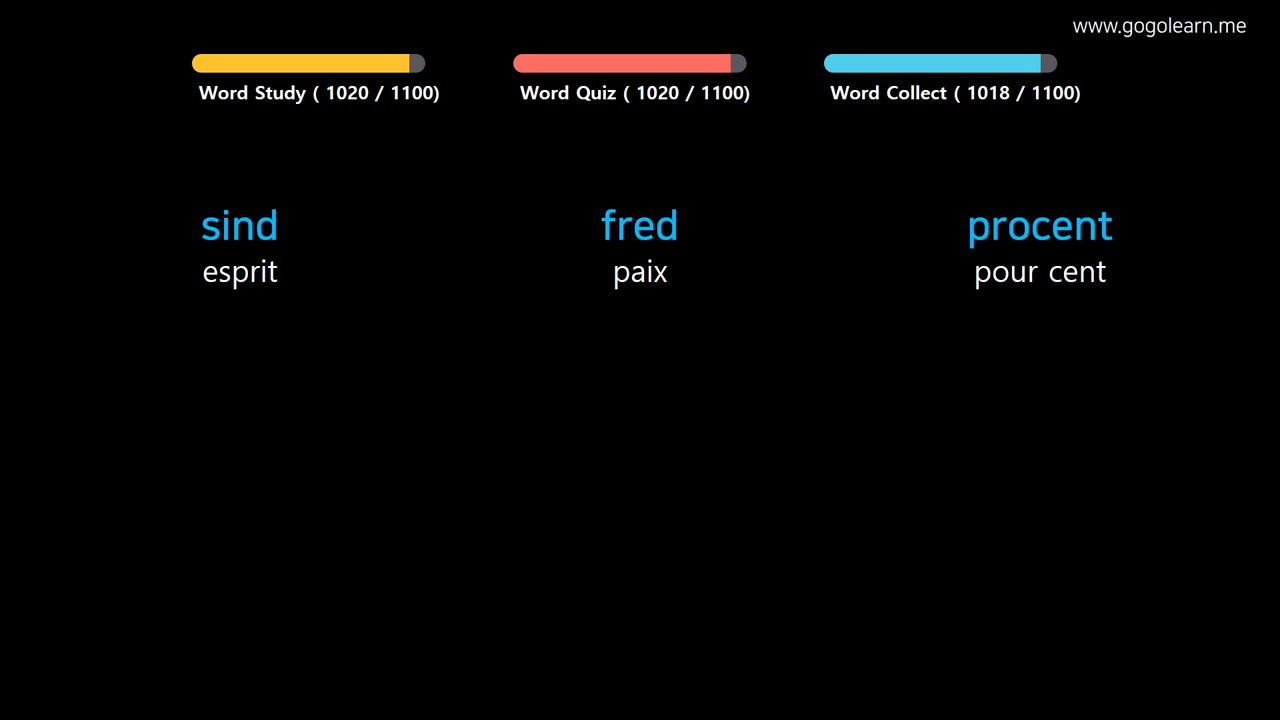 www.gogolearn.me
Word Study ( 1020 / 1100)
Word Quiz ( 1020 / 1100)
Word Collect ( 1018 / 1100)
sind
esprit
fred
paix
procent
pour cent